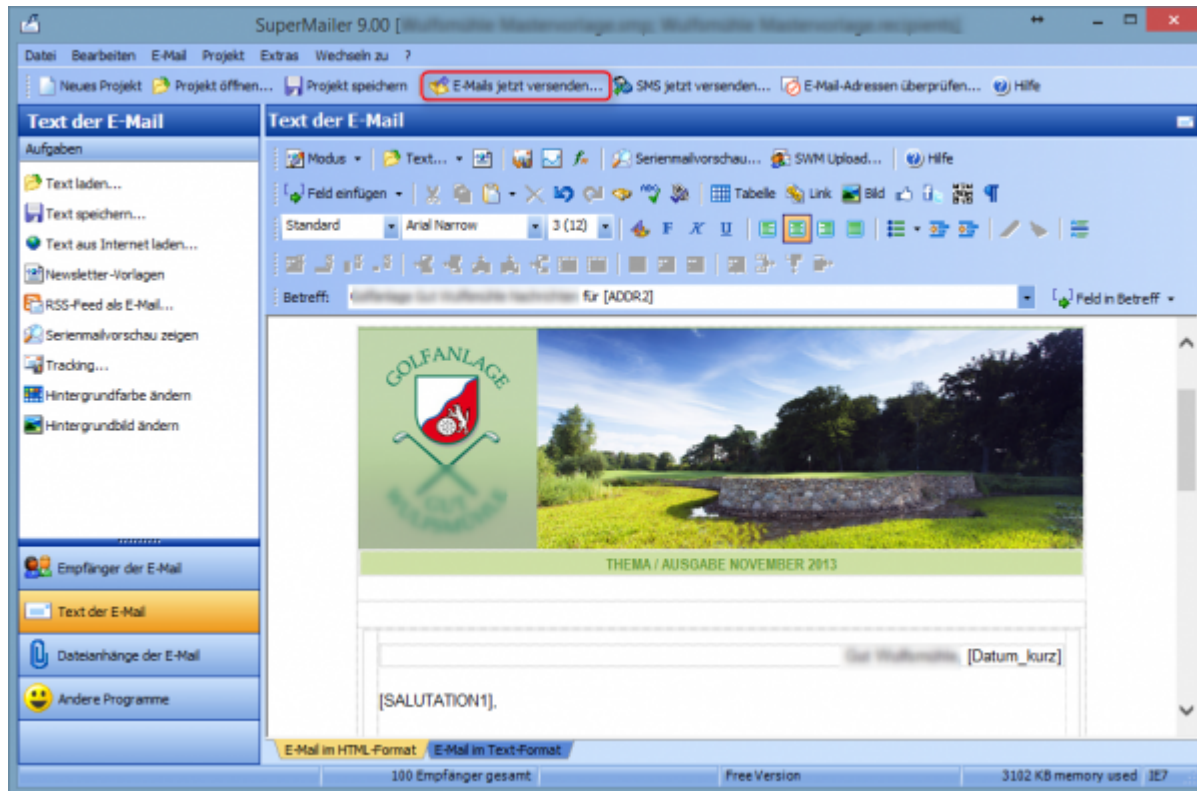 SuperMailer 9.00 [
Datei Bearbeiten E-Mail Projekt Extras Wechseln zu ?
Neues Projekt Projekt öffnen... Projekt speichern E-Mails jetzt versenden... SMS jetzt versenden... E-Mail-Adressen überprüfen... Hilfe
Text der E-Mail
Aufgaben
Text laden...
Text speichern...
Text aus Internet laden...
Newsletter-Vorlagen
RSS-Feed als E-Mail...
Serienmailvorschau zeigen
Tracking...
Hintergrundfarbe ändern
Hintergrundbild ändern
Empfänger der E-Mail
Text der E-Mail
Dateianhänge der E-Mail
Andere Programme
Text der E-Mail
Modus Text... Serienmailvorschau... SWM Upload... Hilfe
Feld einfügen Tabelle Link Bild
Standard Arial Narrow 3 (12) F K U
Betreff: für [ADDR2] Feld in Betreff
GOLFANLAGE
GUT
THEMA / AUSGABE NOVEMBER 2013
[Datum_kurz]
[SALUTATION1],
E-Mail im HTML-Format E-Mail im Text-Format
100 Empfänger gesamt Free Version 3102 KB memory used IE7